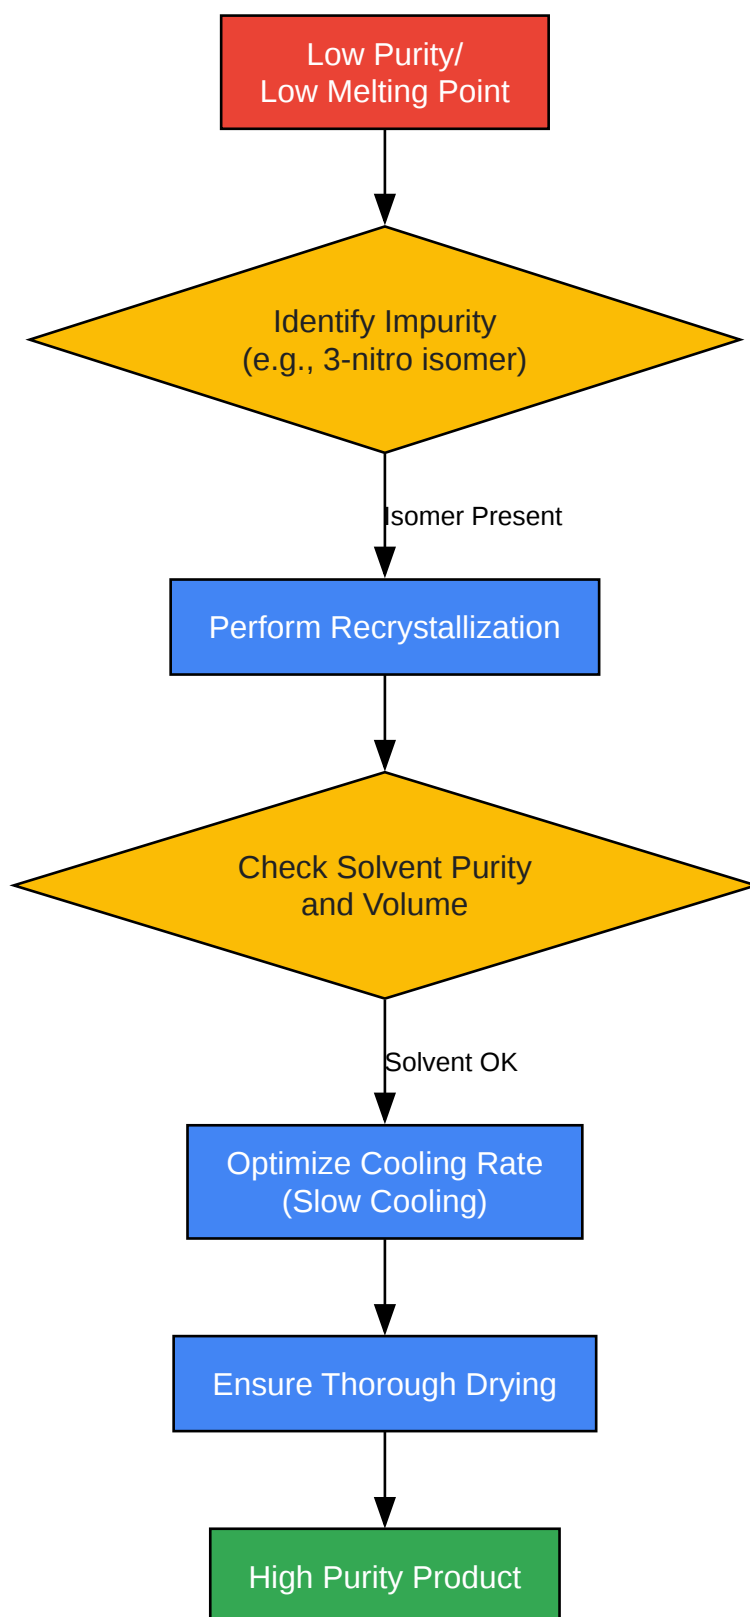 Low Purity/
Low Melting Point
Identify Impurity
(e.g., 3-nitro isomer)
Isomer Present
Perform Recrystallization
Check Solvent Purity
and Volume
Solvent OK
Optimize Cooling Rate
(Slow Cooling)
Ensure Thorough Drying
High Purity Product